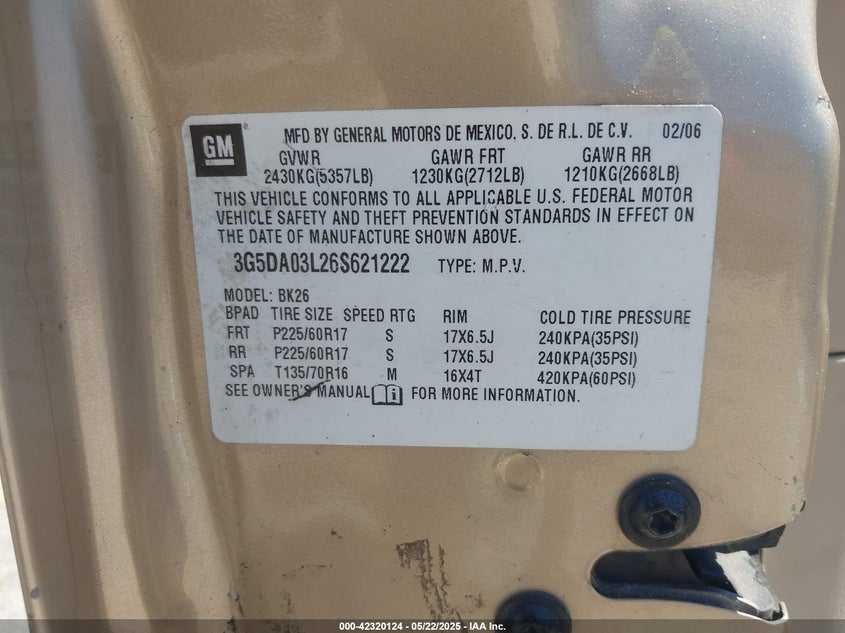 GM
MFD BY GENERAL MOTORS DE MEXICO, S. DE R.L. DE C.V. 02/06
GVWR GAWR FRT GAWR RR
2430KG(5357LB) 1230KG(2712LB) 1210KG(2668LB)
THIS VEHICLE CONFORMS TO ALL APPLICABLE U.S. FEDERAL MOTOR
VEHICLE SAFETY AND THEFT PREVENTION STANDARDS IN EFFECT ON
THE DATE OF MANUFACTURE SHOWN ABOVE.
3G5DA03L26S621222 TYPE: M.P.V.
MODEL: BK26
BPAD TIRE SIZE SPEED RTG RIM COLD TIRE PRESSURE
FRT P225/60R17 S 17X6.5J 240KPA(35PSI)
RR P225/60R17 S 17X6.5J 240KPA(35PSI)
SPA T135/70R16 M 16X4T 420KPA(60PSI)
SEE OWNER'S MANUAL FOR MORE INFORMATION.
000-42320124 - 05/22/2025 - IAA Inc.